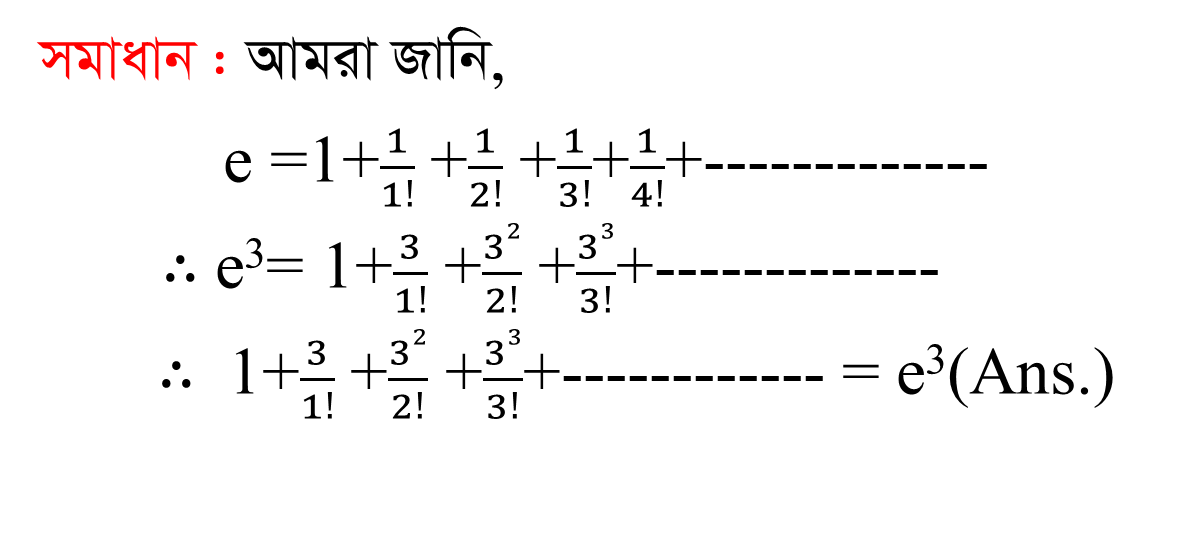 সমাধান : আমরা জানি,
e =1+1/1! +1/2! +1/3!+1/4!+-------------
∴ e³= 1+3/1! +3²/2! +3³/3!+-------------
∴ 1+3/1! +3²/2! +3³/3!+------------ = e³(Ans.)